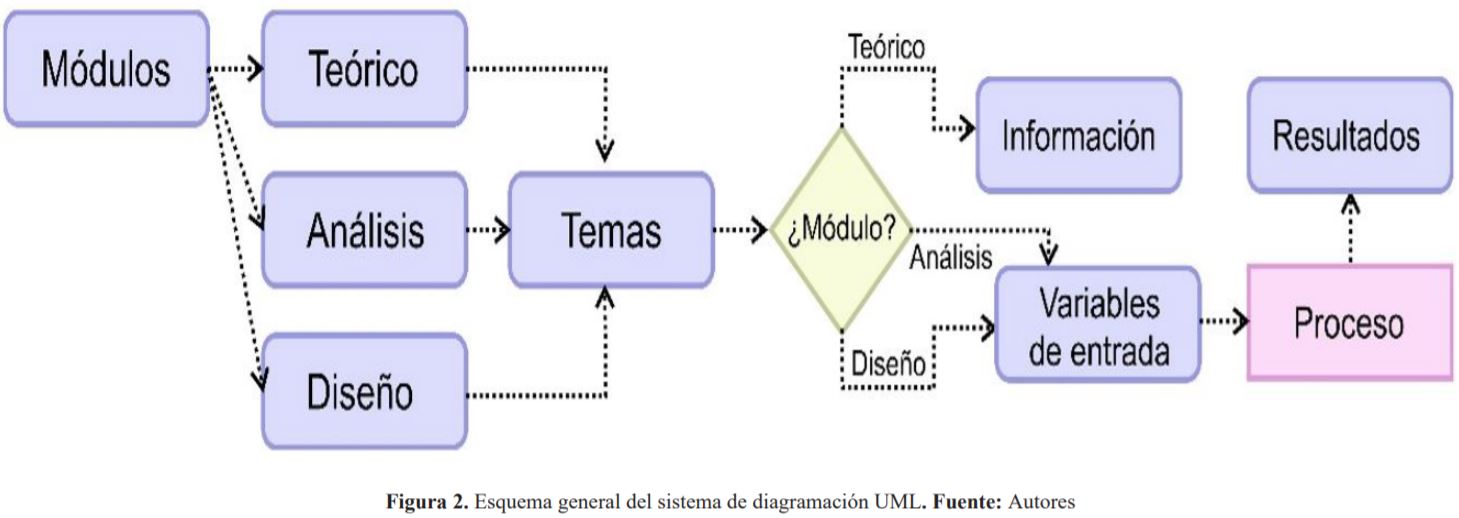 Módulos
Teórico
Análisis
Diseño
Temas
¿Módulo?
Teórico
Información
Análisis
Diseño
Variables
de entrada
Proceso
Resultados
Figura 2. Esquema general del sistema de diagramación UML. Fuente: Autores